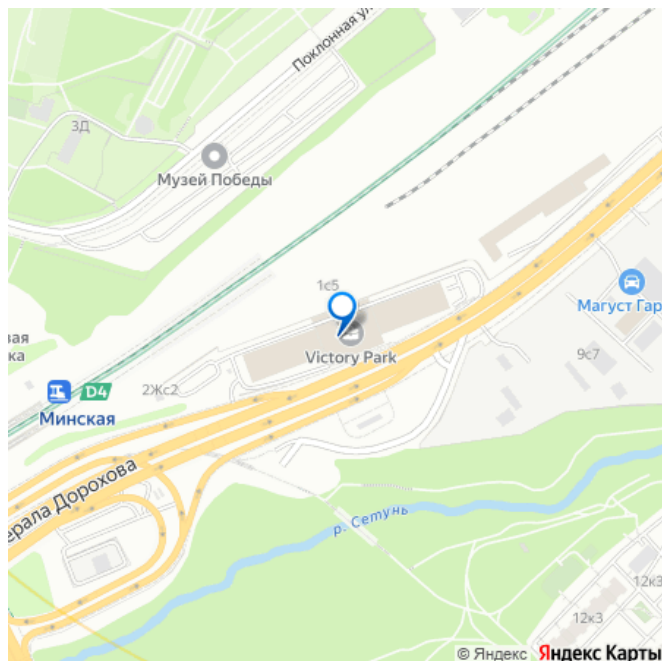 Поклонная ул
3Д
Музей Победы
1с5
Магуст Гар
Victory Park
9с7
вая
ка
2Жс2
D4
Минская
ерала Дорохова
р. Сетунь
12к3
12к3
© Яндекс Яндекс Карты